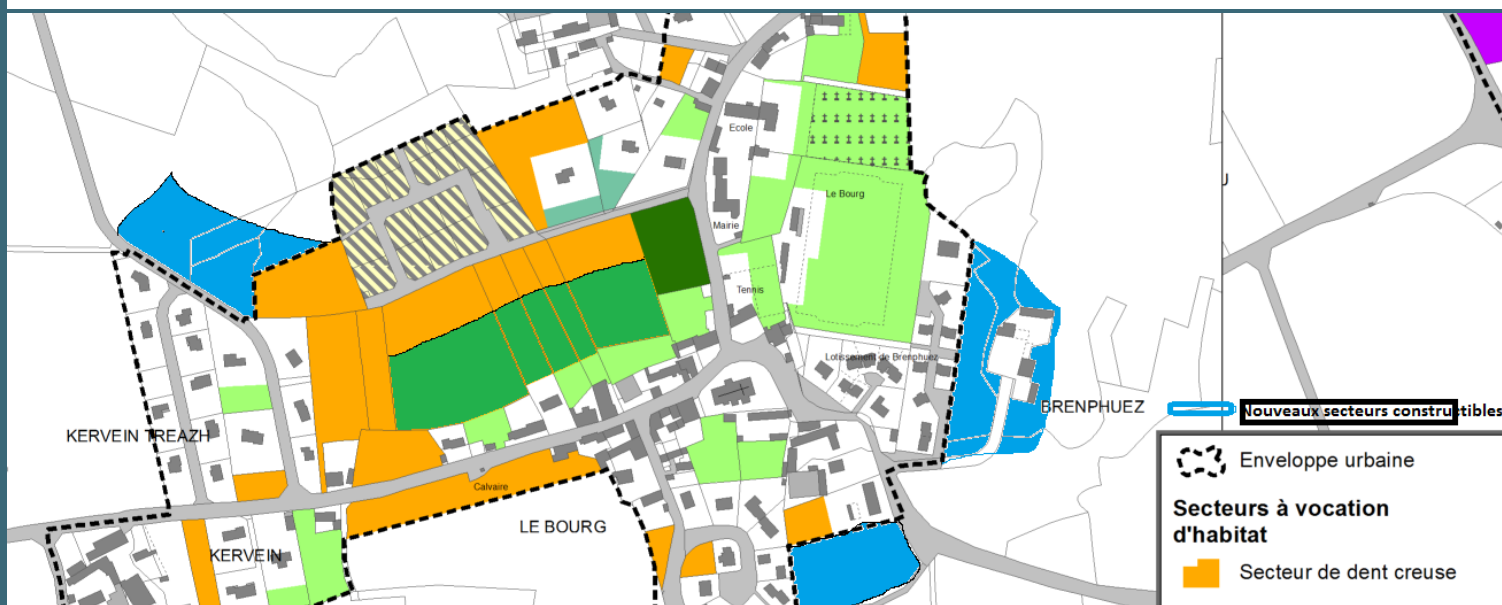 Ecole
Le Bourg
Mairie
Tennis
Lotissement de Brenphuez
BRENPHUEZ
Nouveaux secteurs constructibles
KERVEIN TREAZH
Enveloppe urbaine
Calvaire
Secteurs à vocation
d'habitat
LE BOURG
KERVEIN
Secteur de dent creuse